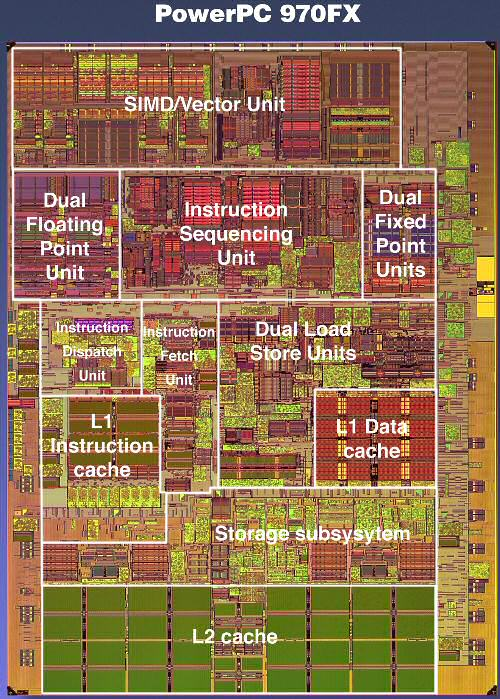 PowerPC 970FX
SIMD/Vector Unit
Dual
Floating
Point
Unit
Instruction
Sequencing
Unit
Dual
Fixed
Point
Units
Instruction
Dispatch
Unit
Instruction
Fetch
Unit
Dual Load
Store Units
L1
Instruction
cache
L1 Data
cache
Storage subsysytem
L2 cache